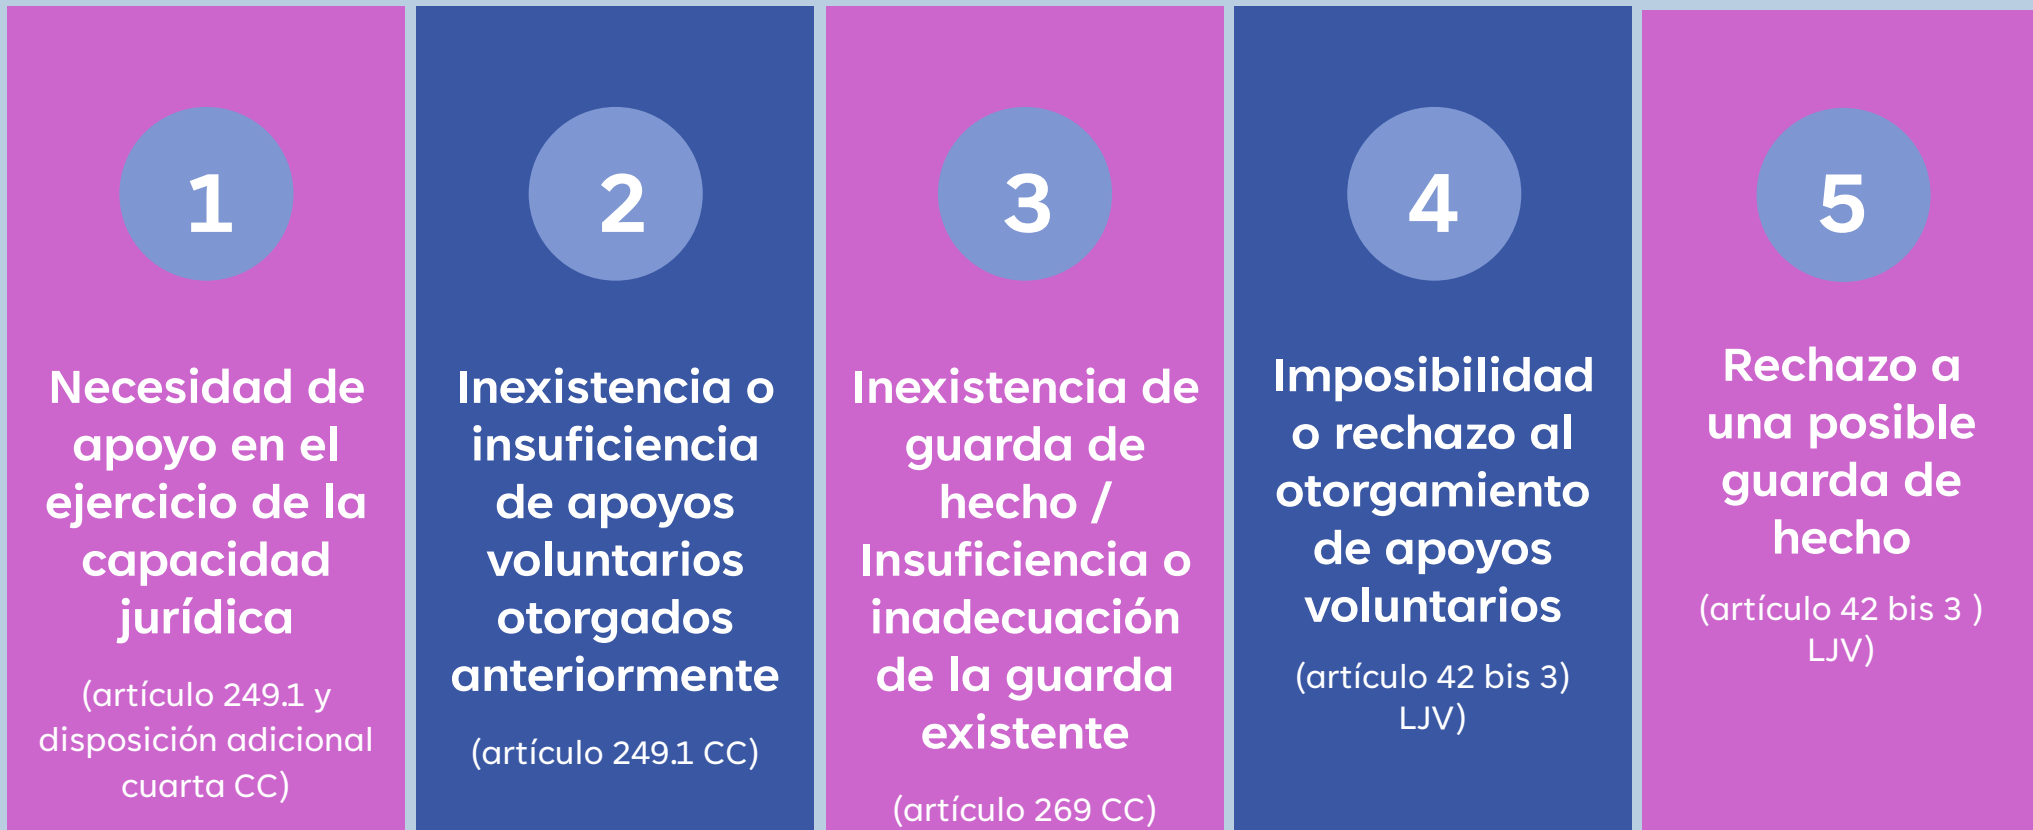 1
Necesidad de
apoyo en el
ejercicio de la
capacidad
jurídica
(artículo 249.1 y
disposición adicional
cuarta CC)
2
Inexistencia o
insuficiencia
de apoyos
voluntarios
otorgados
anteriormente
(artículo 249.1 CC)
3
Inexistencia de
guarda de
hecho /
Insuficiencia o
inadecuación
de la guarda
existente
(artículo 269 CC)
4
Imposibilidad
o rechazo al
otorgamiento
de apoyos
voluntarios
(artículo 42 bis 3)
LJV)
5
Rechazo a
una posible
guarda de
hecho
(artículo 42 bis 3 )
LJV)